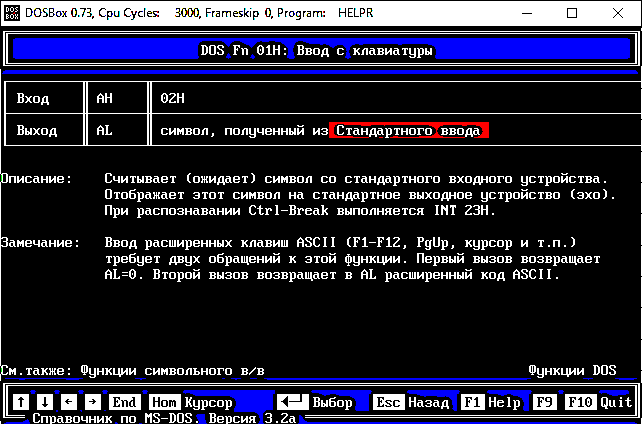 DOSBox 0.73, Cpu Cycles: 3000, Frameskip 0, Program: HELPR
DOS Fn 01H: Ввод с клавиатуры
Вход AH 02H
Выход AL символ, полученный из Стандартного ввода
Описание: Считывает (ожидает) символ со стандартного входного устройства.
Отображает этот символ на стандартное выходное устройство (эхо).
При распознавании Ctrl-Break выполняется INT 23H.
Замечание: Ввод расширенных клавиш ASCII (F1-F12, PgUp, курсор и т.п.)
требует двух обращений к этой функции. Первый вызов возвращает
AL=0. Второй вызов возвращает в AL расширенный код ASCII.
См.также: Функции символьного в/в Функции DOS
↑ ↓ ← → End Hom Курсор ←┘ Выбор Esc Назад F1 Help F9 F10 Quit
Справочник по MS-DOS. Версия 3.2а